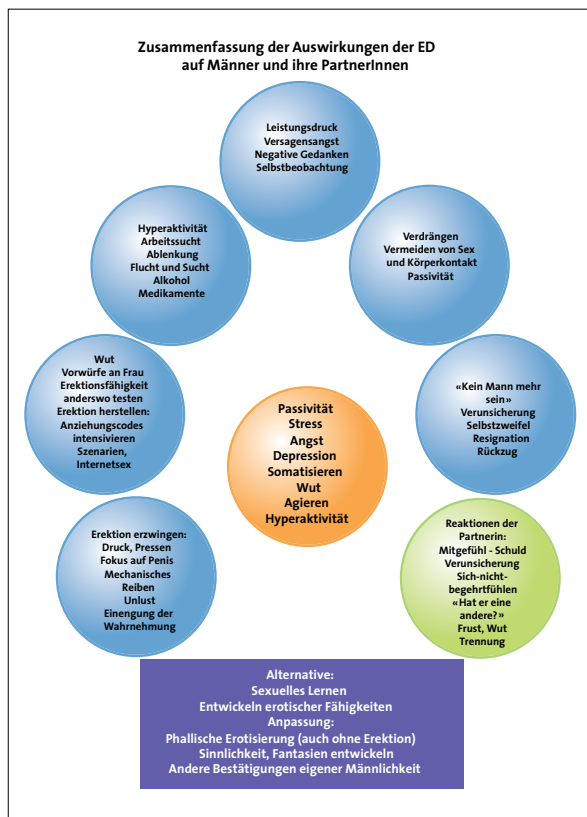 Zusammenfassung der Auswirkungen der ED
auf Männer und ihre PartnerInnen
Leistungsdruck
Versagensangst
Negative Gedanken
Selbstbeobachtung
Hyperaktivität
Arbeitssucht
Ablenkung
Flucht und Sucht
Alkohol
Medikamente
Verdrängen
Vermeiden von Sex
und Körperkontakt
Passivität
Wut
Vorwürfe an Frau
Erektionsfähigkeit
anderswo testen
Erektion herstellen:
Anziehungscodes
intensivieren
Szenarien,
Internetsex
«Kein Mann mehr
sein»
Verunsicherung
Selbstzweifel
Resignation
Rückzug
Passivität
Stress
Angst
Depression
Somatisieren
Wut
Agieren
Hyperaktivität
Erektion erzwingen:
Druck, Pressen
Fokus auf Penis
Mechanisches
Reiben
Unlust
Einengung der
Wahrnehmung
Reaktionen der
Partnerin:
Mitgefühl - Schuld
Verunsicherung
Sich-nicht-
begehrtfühlen
«Hat er eine
andere?»
Frust, Wut
Trennung
Alternative:
Sexuelles Lernen
Entwickeln erotischer Fähigkeiten
Anpassung:
Phallische Erotisierung (auch ohne Erektion)
Sinnlichkeit, Fantasien entwickeln
Andere Bestätigungen eigener Männlichkeit